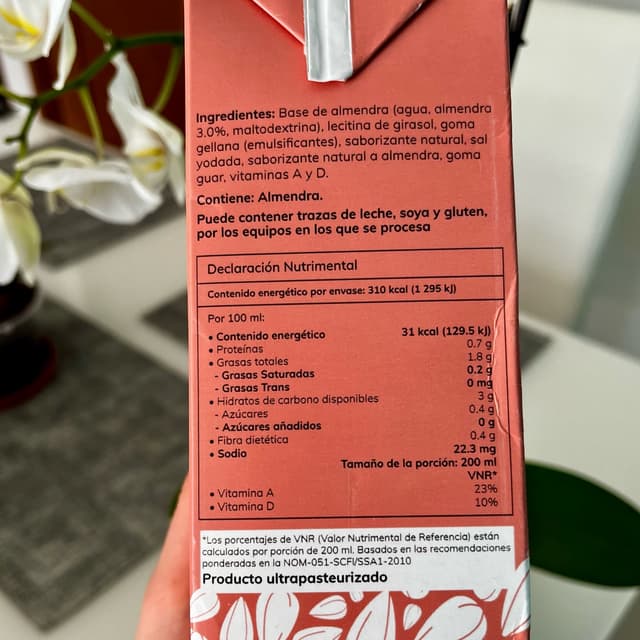 Ingredientes: Base de almendra (agua, almendra
3.0%, maltodextrina), lecitina de girasol, goma
gellana (emulsificantes), saborizante natural, sal
yodada, saborizante natural a almendra, goma
guar, vitaminas A y D.
Contiene: Almendra.
Puede contener trazas de leche, soya y gluten,
por los equipos en los que se procesa
Declaración Nutrimental
Contenido energético por envase: 310 kcal (1 295 kJ)
Por 100 ml:
• Contenido energético 31 kcal (129.5 kJ)
• Proteínas 0.7 g
• Grasas totales 1.8 g
- Grasas Saturadas 0.2 g
- Grasas Trans 0 mg
• Hidratos de carbono disponibles 3 g
- Azúcares 0.4 g
- Azúcares añadidos 0 g
• Fibra dietética 0.4 g
• Sodio 22.3 mg
Tamaño de la porción: 200 ml
VNR*
• Vitamina A 23%
• Vitamina D 10%
*Los porcentajes de VNR (Valor Nutrimental de Referencia) están
calculados por porción de 200 ml. Basados en las recomendaciones
ponderadas en la NOM-051-SCFI/SSA1-2010
Producto ultrapasteurizado